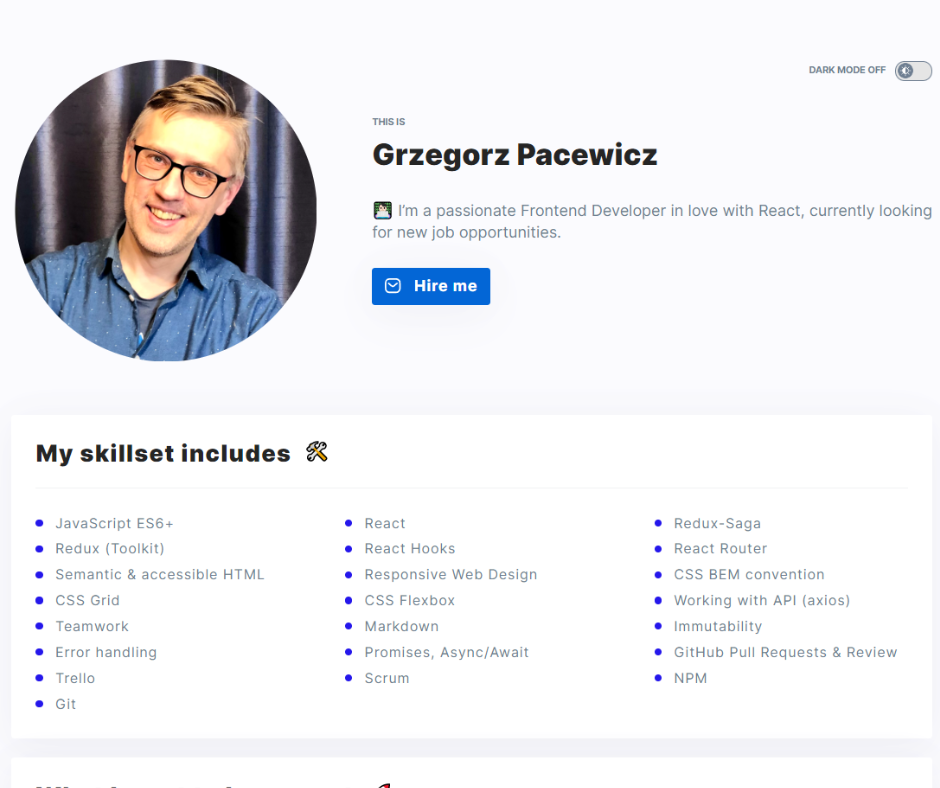 DARK MODE OFF
THIS IS
Grzegorz Pacewicz
I'm a passionate Frontend Developer in love with React, currently looking
for new job opportunities.
Hire me
My skillset includes
JavaScript ES6+
React
Redux-Saga
Redux (Toolkit)
React Hooks
React Router
Semantic & accessible HTML
Responsive Web Design
CSS BEM convention
CSS Grid
CSS Flexbox
Working with API (axios)
Teamwork
Markdown
Immutability
Error handling
Promises, Async/Await
GitHub Pull Requests & Review
Trello
Scrum
NPM
Git